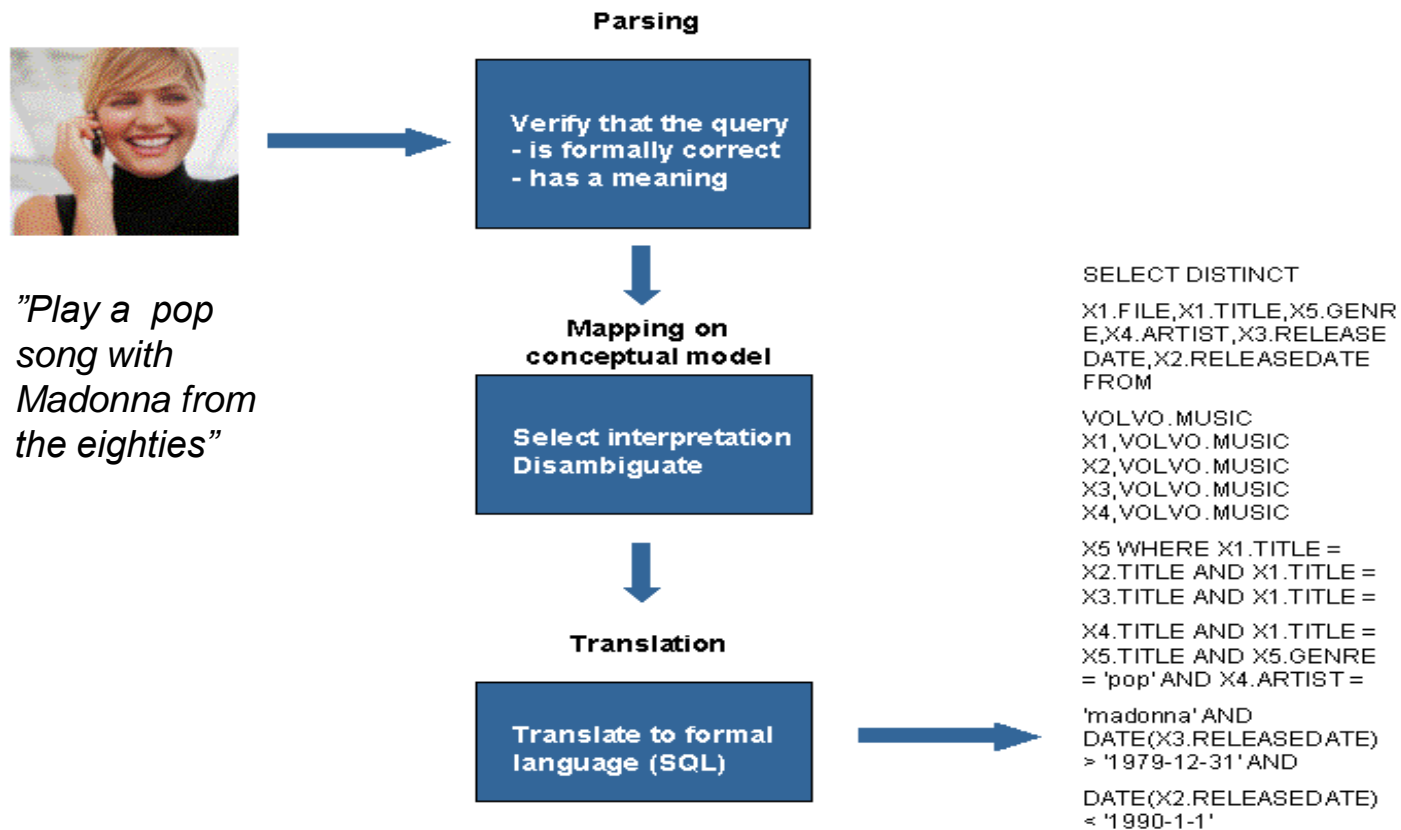 Parsing
Verify that the query
- is formally correct
- has a meaning
”Play a pop
song with
Madonna from
the eighties”
Mapping on
conceptual model
Select interpretation
Disambiguate
Translation
Translate to formal
language (SQL)
SELECT DISTINCT
X1.FILE,X1.TITLE,X5.GENR
E,X4.ARTIST,X3.RELEASE
DATE,X2.RELEASEDATE
FROM
VOLVO.MUSIC
X1,VOLVO.MUSIC
X2,VOLVO.MUSIC
X3,VOLVO.MUSIC
X4,VOLVO.MUSIC
X5 WHERE X1.TITLE =
X2.TITLE AND X1.TITLE =
X3.TITLE AND X1.TITLE =
X4.TITLE AND X1.TITLE =
X5.TITLE AND X5.GENRE
= 'pop' AND X4.ARTIST =
'madonna' AND
DATE(X3.RELEASEDATE)
> '1979-12-31' AND
DATE(X2.RELEASEDATE)
< '1990-1-1'